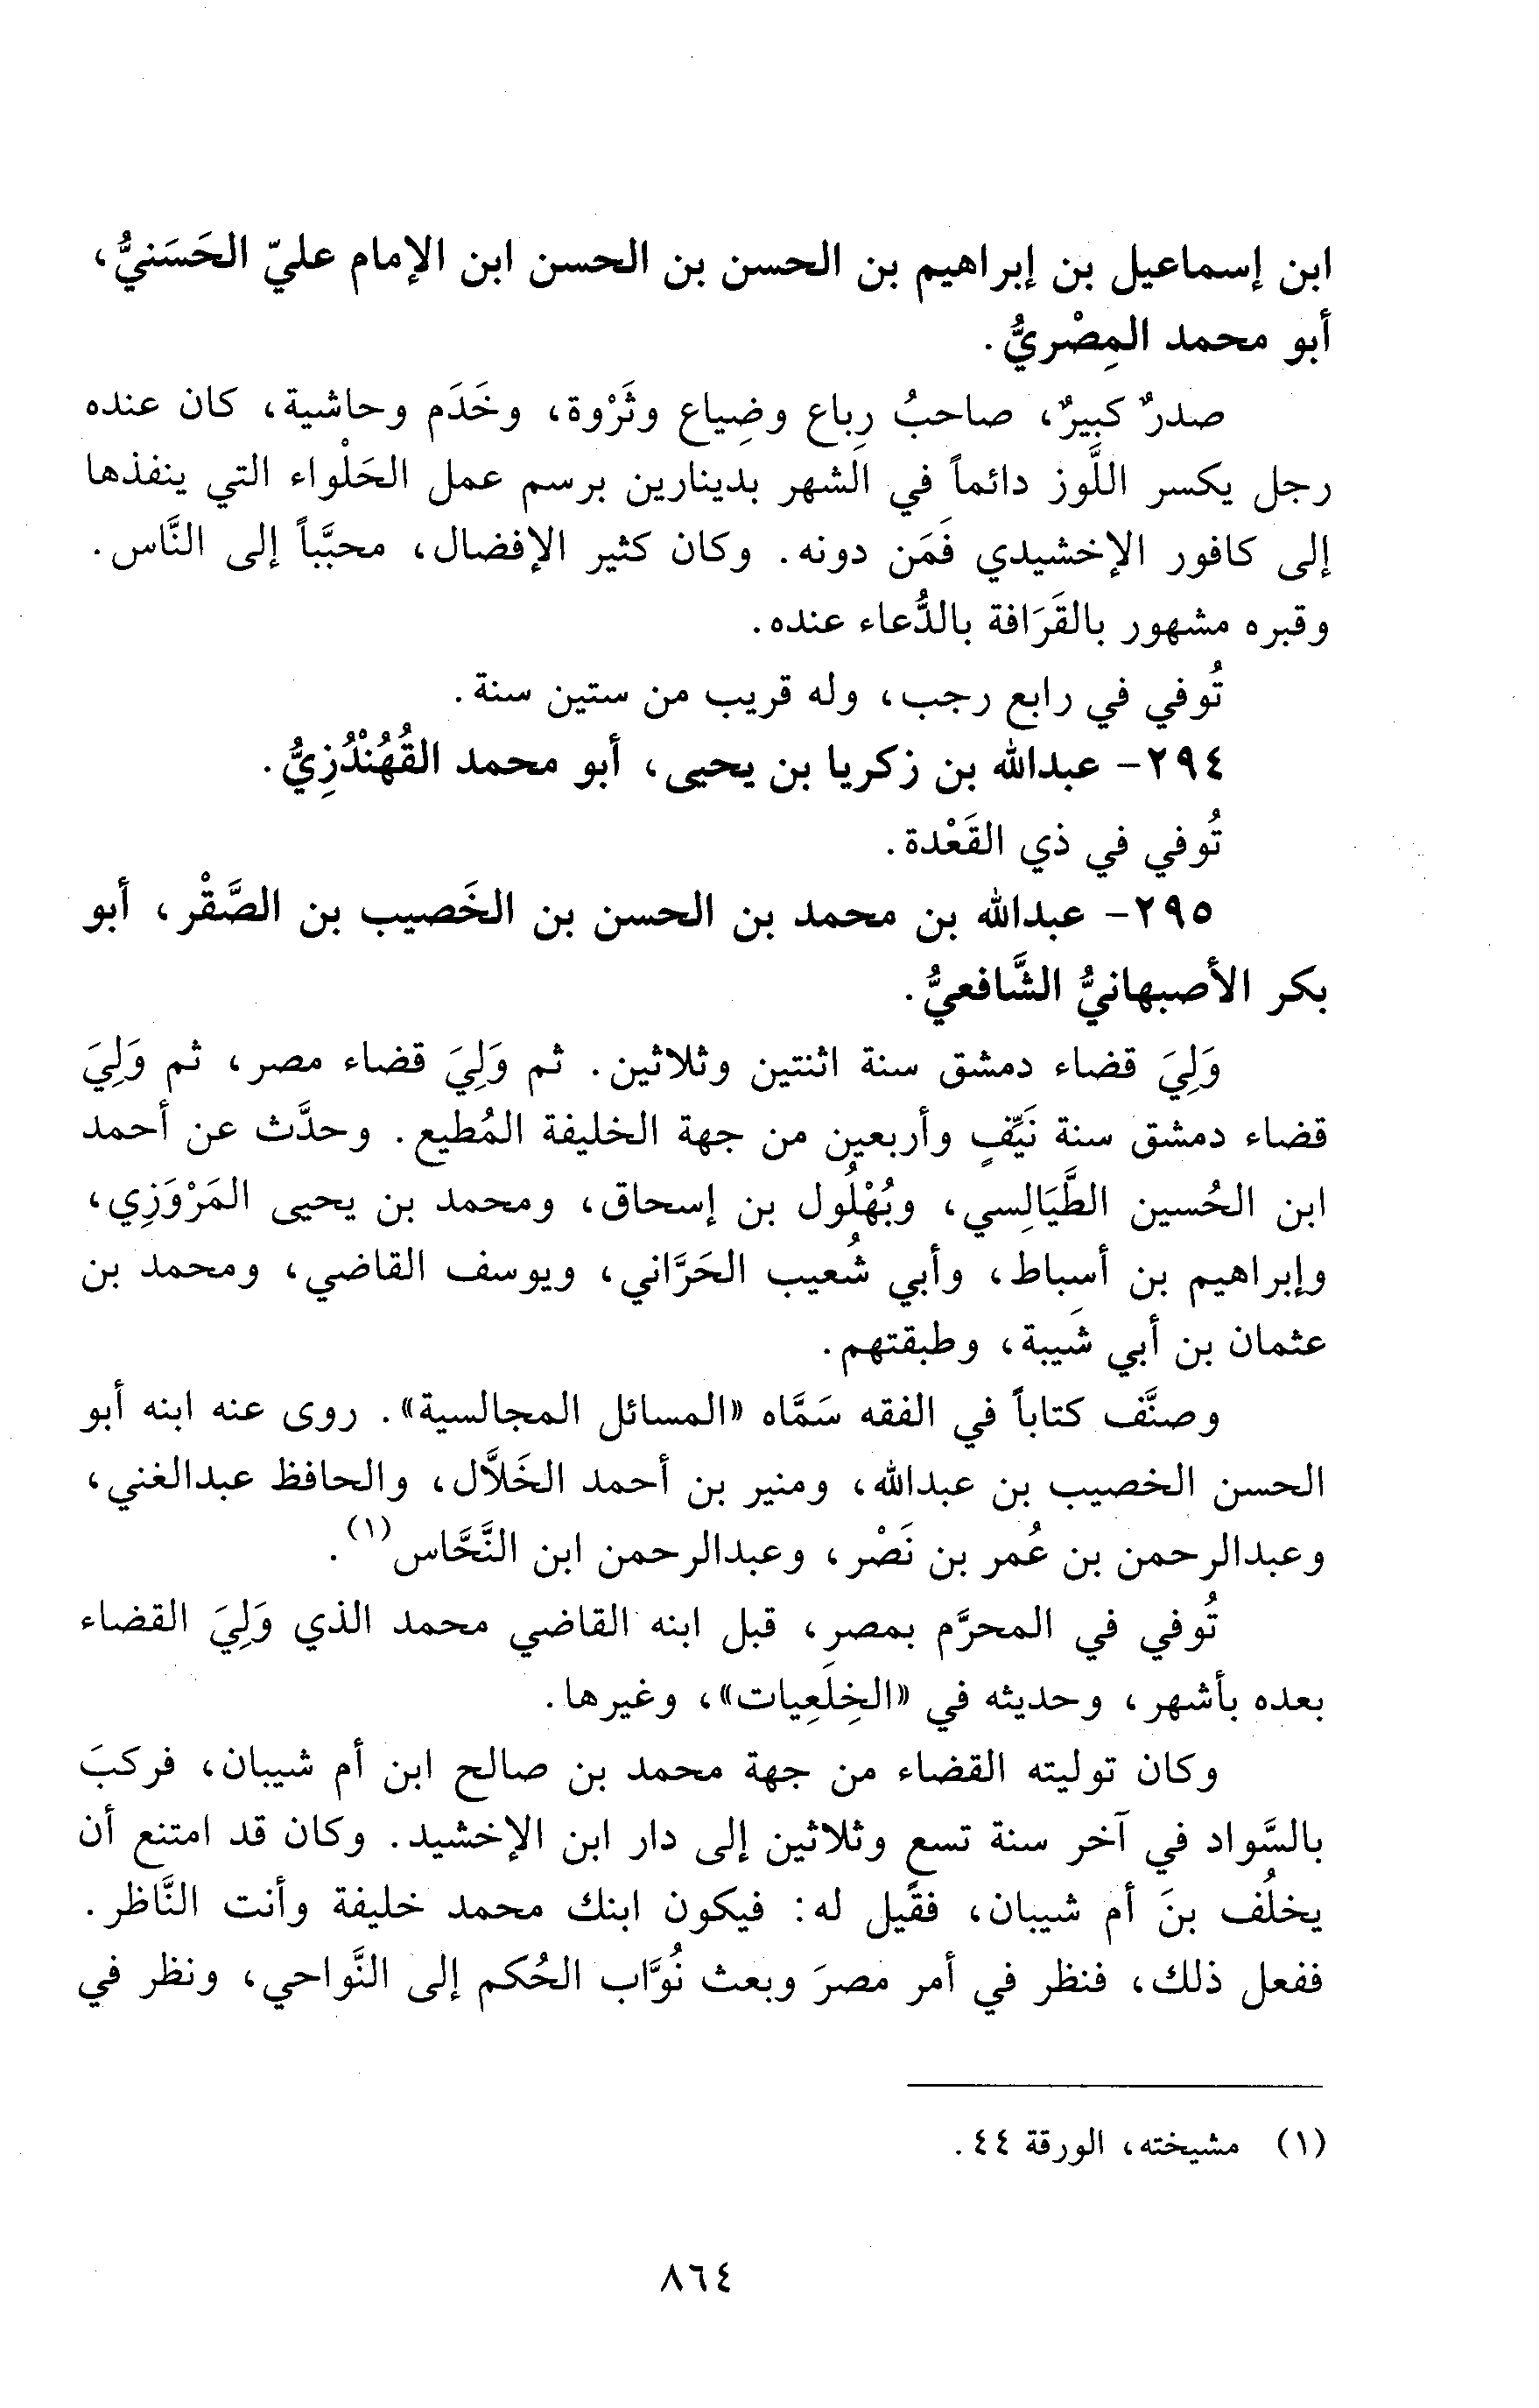 ابن إسماعيل بن إبراهيم بن الحسن بن الحسن ابن الإمام عليّ الحَسَنيُّ،
أبو محمد المِصْريُّ.
صدرٌ كبيرٌ، صاحبُ رِباع وضِياع وثَرْوة، وخَدَم وحاشية، كان عنده
رجل يكسر اللَّوز دائماً في الشهر بدينارين برسم عمل الحَلْواء التي ينفذها
إلى كافور الإخشيدي فَمَن دونه. وكان كثير الإفضال، محبَّباً إلى النَّاس.
وقبره مشهور بالقَرَافة بالدُّعاء عنده.
تُوفي في رابع رجب، وله قريب من ستين سنة.
٢٩٤- عبدالله بن زكريا بن يحيى، أبو محمد القُهُنْدُزِيُّ.
تُوفي في ذي القَعْدة.
٢٩٥- عبدالله بن محمد بن الحسن بن الخَصيب بن الصَّقْر، أبو
بكر الأصبهانيُّ الشَّافعيُّ.
وَلِيَ قضاء دمشق سنة اثنتين وثلاثين. ثم وَلِيَ قضاء مصر، ثم وَلِيَ
قضاء دمشق سنة نَيِّفٍ وأربعين من جهة الخليفة المُطيع. وحدَّث عن أحمد
ابن الحُسين الطَّيَالِسي، وبُهْلُول بن إسحاق، ومحمد بن يحيى المَرْوَزِي،
وإبراهيم بن أسباط، وأبي شُعيب الحَرَّاني، ويوسف القاضي، ومحمد بن
عثمان بن أبي شَيبة، وطبقتهم.
وصنَّف كتاباً في الفقه سَمَّاه «المسائل المجالسية». روى عنه ابنه أبو
الحسن الخصيب بن عبدالله، ومنير بن أحمد الخَلاَّل، والحافظ عبدالغني،
وعبدالرحمن بن عُمر بن نَصْر، وعبدالرحمن ابن النَّحَّاس(١).
تُوفي في المحرَّم بمصر، قبل ابنه القاضي محمد الذي وَلِيَ القضاء
بعده بأشهر، وحديثه في «الخِلَعِيات»، وغيرها.
وكان توليته القضاء من جهة محمد بن صالح ابن أم شيبان، فركبَ
بالسَّواد في آخر سنة تسع وثلاثين إلى دار ابن الإخشيد. وكان قد امتنع أن
يخلُف بنَ أم شيبان، فقيل له: فيكون ابنك محمد خليفة وأنت النَّاظر.
ففعل ذلك، فنظر في أمر مصرَ وبعث نُوَّاب الحُكم إلى النَّواحي، ونظر في
(١) مشيخته، الورقة ٤٤.
٨٦٤